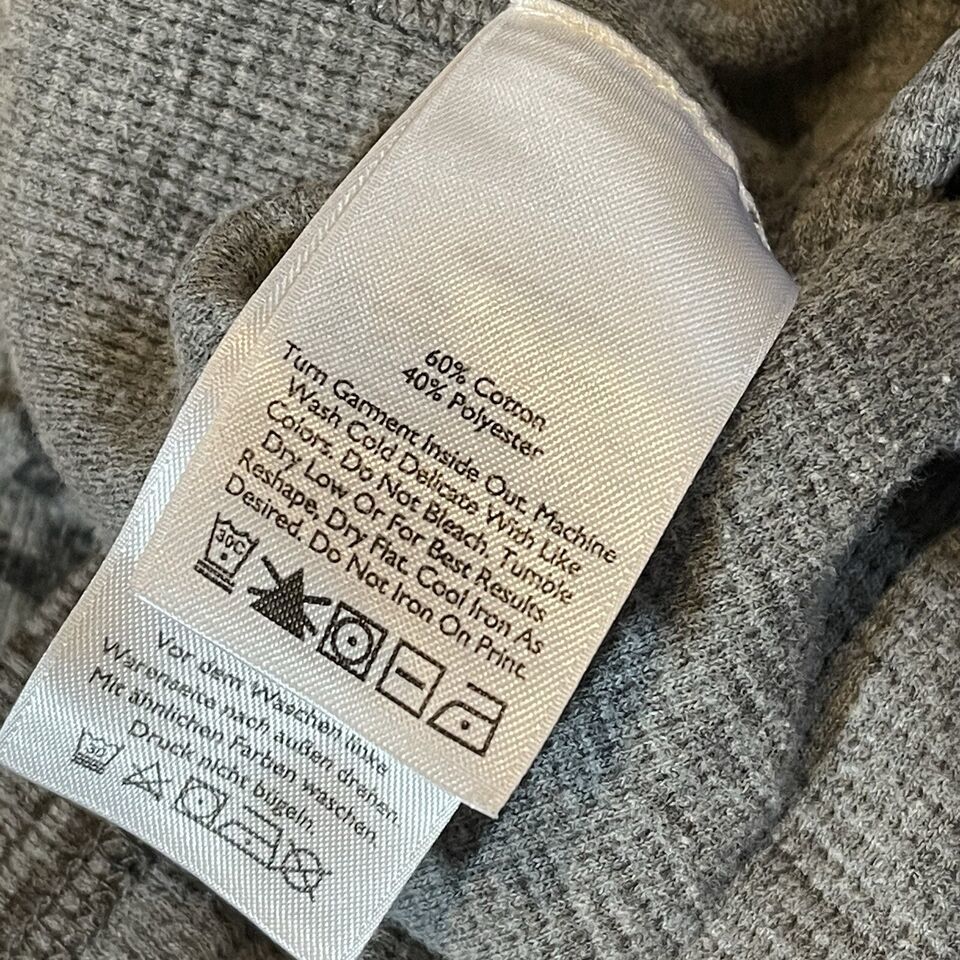 60% Cotton
40% Polyester
Turn Garment Inside Out. Machine
Wash Cold Delicate With Like
Colors. Do Not Bleach. Tumble
Dry Low Or For Best Results
Reshape, Dry Flat. Cool Iron As
Desired. Do Not Iron On Print.
30C
Vor dem Waschen linke
Warenseite nach außen drehen.
Mit ähnlichen Farben waschen.
Druck nicht bügeln.
30